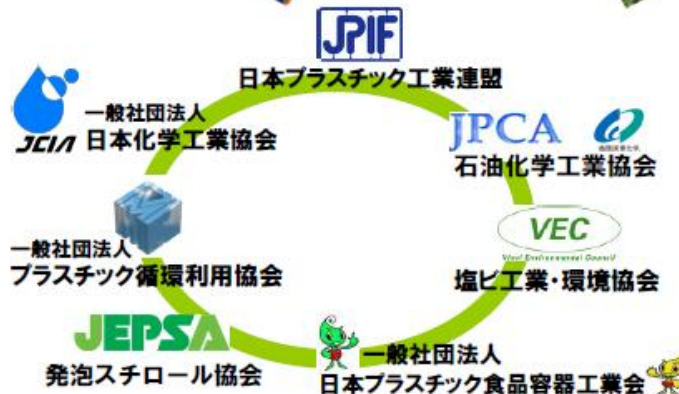 JPIF
日本プラスチック工業連盟
JCIA
一般社団法人
日本化学工業協会
JPCA
石油化学工業協会
VEC
Vinyl Environmental Council
塩ビ工業・環境協会
一般社団法人
プラスチック循環利用協会
JEPSA
発泡スチロール協会
一般社団法人
日本プラスチック食品容器工業会